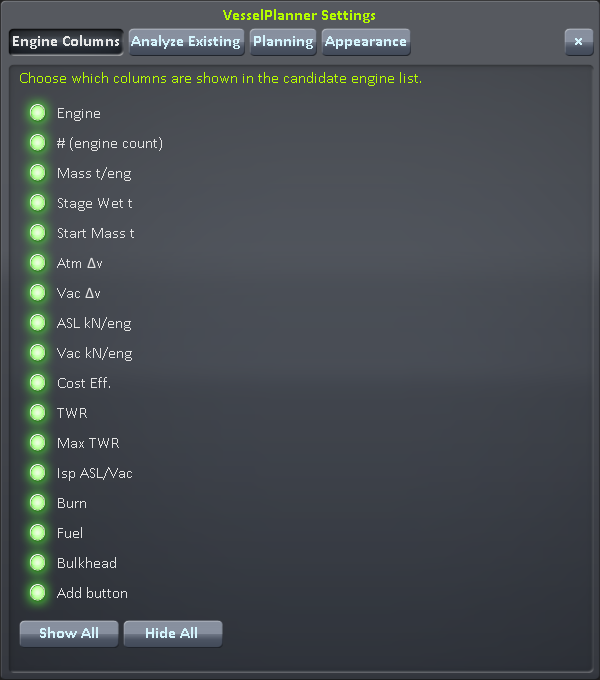 VesselPlanner Settings
Engine Columns Analyze Existing Planning Appearance ×
Choose which columns are shown in the candidate engine list.
Engine
# (engine count)
Mass t/eng
Stage Wet t
Start Mass t
Atm Δv
Vac Δv
ASL kN/eng
Vac kN/eng
Cost Eff.
TWR
Max TWR
Isp ASL/Vac
Burn
Fuel
Bulkhead
Add button
Show All Hide All